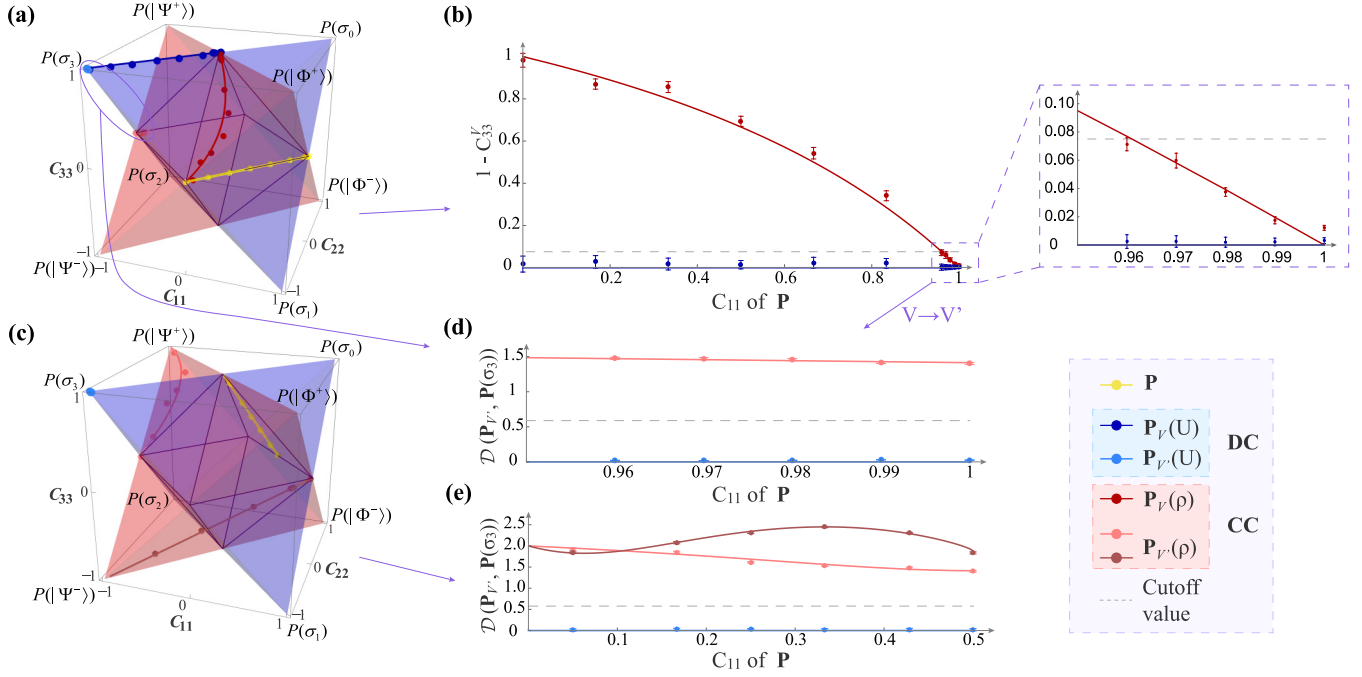 (a)
P(|Ψ⁺⟩
P(σ₀)
P(σ₃)
1
P(|Φ⁺⟩)
C₃₃ 0
P(σ₂)
P(|Φ⁻⟩)
1
0 C₂₂
−1
−1
P(|Ψ⁻⟩)
0
C₁₁
1
−1
P(σ₁)
(b)
1
0.8
0.6
0.4
0.2
0
1 - C₃₃ⱽ
0.2
0.4
0.6
0.8
1
C₁₁ of P
0.10
0.08
0.06
0.04
0.02
0
0.96
0.97
0.98
0.99
1
V→V’
(c)
P(|Ψ⁺⟩)
P(σ₀)
P(σ₃)
1
P(|Φ⁺⟩)
C₃₃ 0
P(σ₂)
P(|Φ⁻⟩)
1
0 C₂₂
−1
−1
P(|Ψ⁻⟩)
0
C₁₁
1
−1
P(σ₁)
(d)
1.5
1
0.5
0
𝒟 (P_V’, P(σ₃))
0.96
0.97
0.98
0.99
1
C₁₁ of P
(e)
2.5
2.0
1.5
1
0.5
0
𝒟 (P_V’, P(σ₃))
0.1
0.2
0.3
0.4
0.5
C₁₁ of P
P
P_V(U)
P_V’(U)
DC
P_V(ρ)
P_V’(ρ)
CC
Cutoff
value